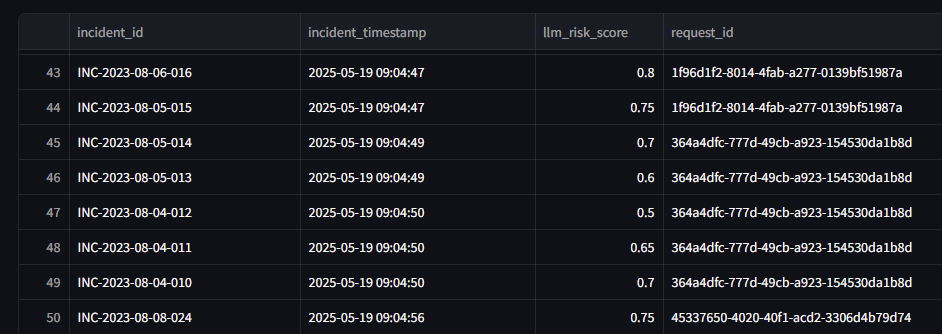 incident_id incident_timestamp llm_risk_score request_id
43 INC-2023-08-06-016 2025-05-19 09:04:47 0.8 1f96d1f2-8014-4fab-a277-0139bf51987a
44 INC-2023-08-05-015 2025-05-19 09:04:47 0.75 1f96d1f2-8014-4fab-a277-0139bf51987a
45 INC-2023-08-05-014 2025-05-19 09:04:49 0.7 364a4dfc-777d-49cb-a923-154530da1b8d
46 INC-2023-08-05-013 2025-05-19 09:04:49 0.6 364a4dfc-777d-49cb-a923-154530da1b8d
47 INC-2023-08-04-012 2025-05-19 09:04:50 0.5 364a4dfc-777d-49cb-a923-154530da1b8d
48 INC-2023-08-04-011 2025-05-19 09:04:50 0.65 364a4dfc-777d-49cb-a923-154530da1b8d
49 INC-2023-08-04-010 2025-05-19 09:04:50 0.7 364a4dfc-777d-49cb-a923-154530da1b8d
50 INC-2023-08-08-024 2025-05-19 09:04:56 0.75 45337650-4020-40f1-acd2-3306d4b79d74